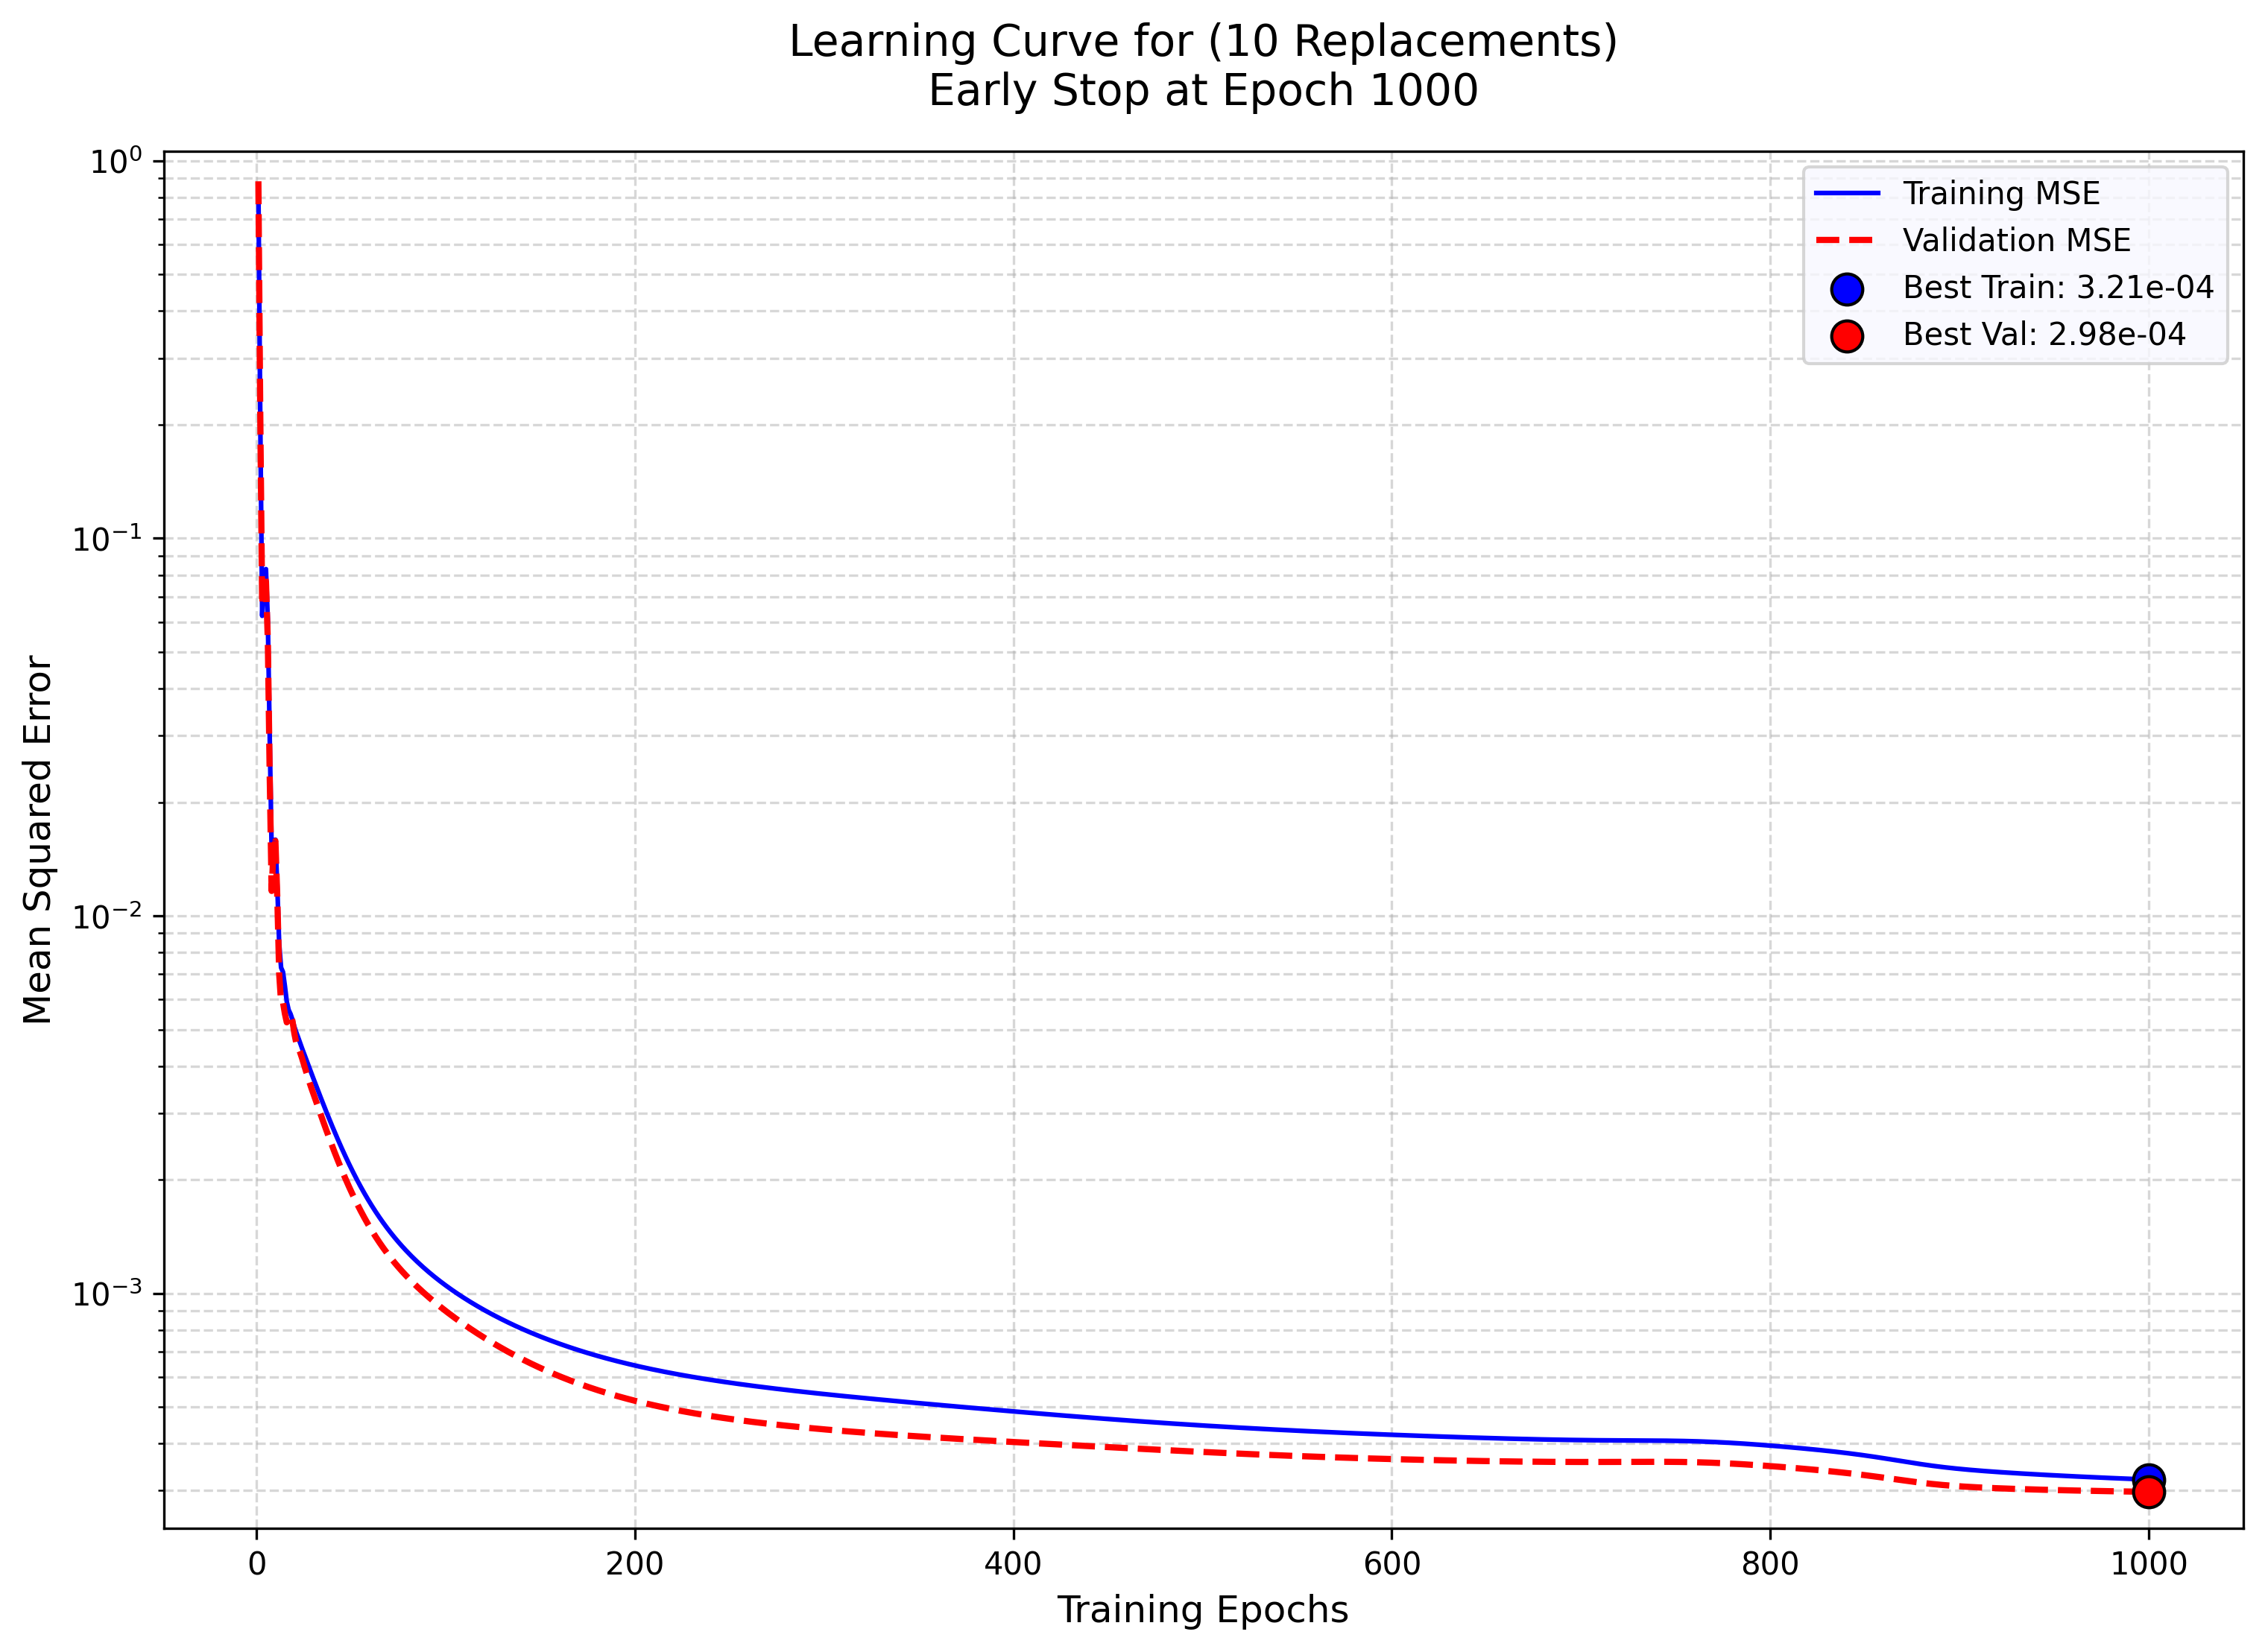 Learning Curve for (10 Replacements)
Early Stop at Epoch 1000
Mean Squared Error
10⁰
10⁻¹
10⁻²
10⁻³
Training MSE
Validation MSE
Best Train: 3.21e-04
Best Val: 2.98e-04
0 200 400 600 800 1000
Training Epochs